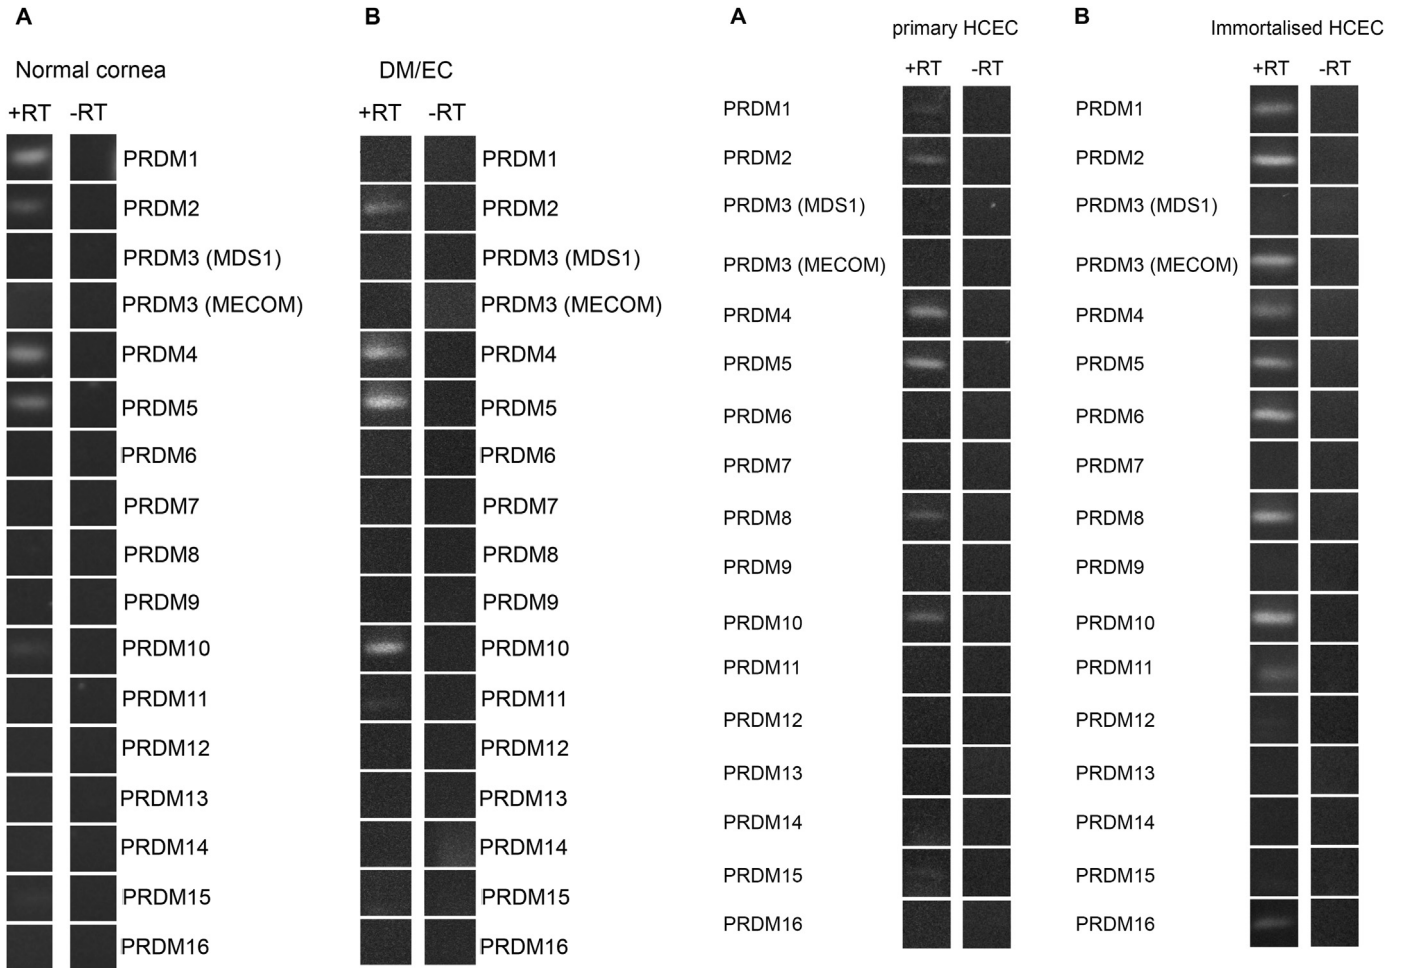 A
Normal cornea
+RT -RT
PRDM1
PRDM2
PRDM3 (MDS1)
PRDM3 (MECOM)
PRDM4
PRDM5
PRDM6
PRDM7
PRDM8
PRDM9
PRDM10
PRDM11
PRDM12
PRDM13
PRDM14
PRDM15
PRDM16
B
DM/EC
+RT -RT
PRDM1
PRDM2
PRDM3 (MDS1)
PRDM3 (MECOM)
PRDM4
PRDM5
PRDM6
PRDM7
PRDM8
PRDM9
PRDM10
PRDM11
PRDM12
PRDM13
PRDM14
PRDM15
PRDM16
A
primary HCEC
+RT -RT
PRDM1
PRDM2
PRDM3 (MDS1)
PRDM3 (MECOM)
PRDM4
PRDM5
PRDM6
PRDM7
PRDM8
PRDM9
PRDM10
PRDM11
PRDM12
PRDM13
PRDM14
PRDM15
PRDM16
B
Immortalised HCEC
+RT -RT
PRDM1
PRDM2
PRDM3 (MDS1)
PRDM3 (MECOM)
PRDM4
PRDM5
PRDM6
PRDM7
PRDM8
PRDM9
PRDM10
PRDM11
PRDM12
PRDM13
PRDM14
PRDM15
PRDM16